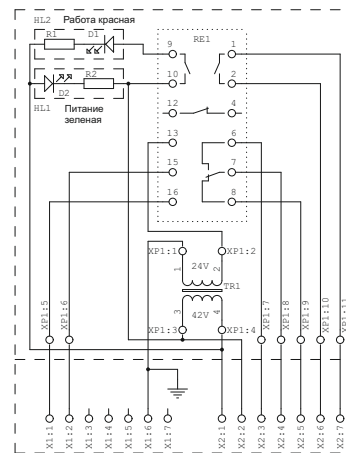 HL2 Работа красная
R1 D1
RE1
9 1
10 2
D2 R2
HL1 Питание
зеленая
12 4
13 6
15 7
16 8
XP1:1 XP1:2
1 2
24V
TR1
42V
3 4
XP1:3 XP1:4
XP1:5 XP1:6 XP1:7 XP1:8 XP1:9 XP1:10 XP1:11
X1:1 X1:2 X1:3 X1:4 X1:5 X1:6 X1:7 X2:1 X2:2 X2:3 X2:4 X2:5 X2:6 X2:7